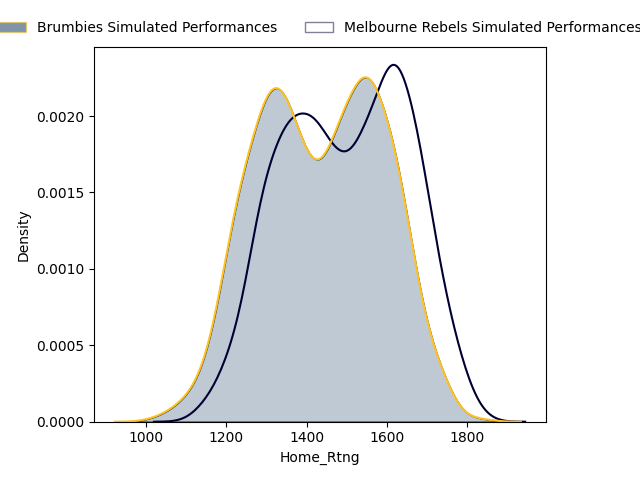 Brumbies Simulated Performances
Melbourne Rebels Simulated Performances
0.0020
0.0015
0.0010
0.0005
0.0000
Density
1000
1200
1400
1600
1800
Home_Rtng